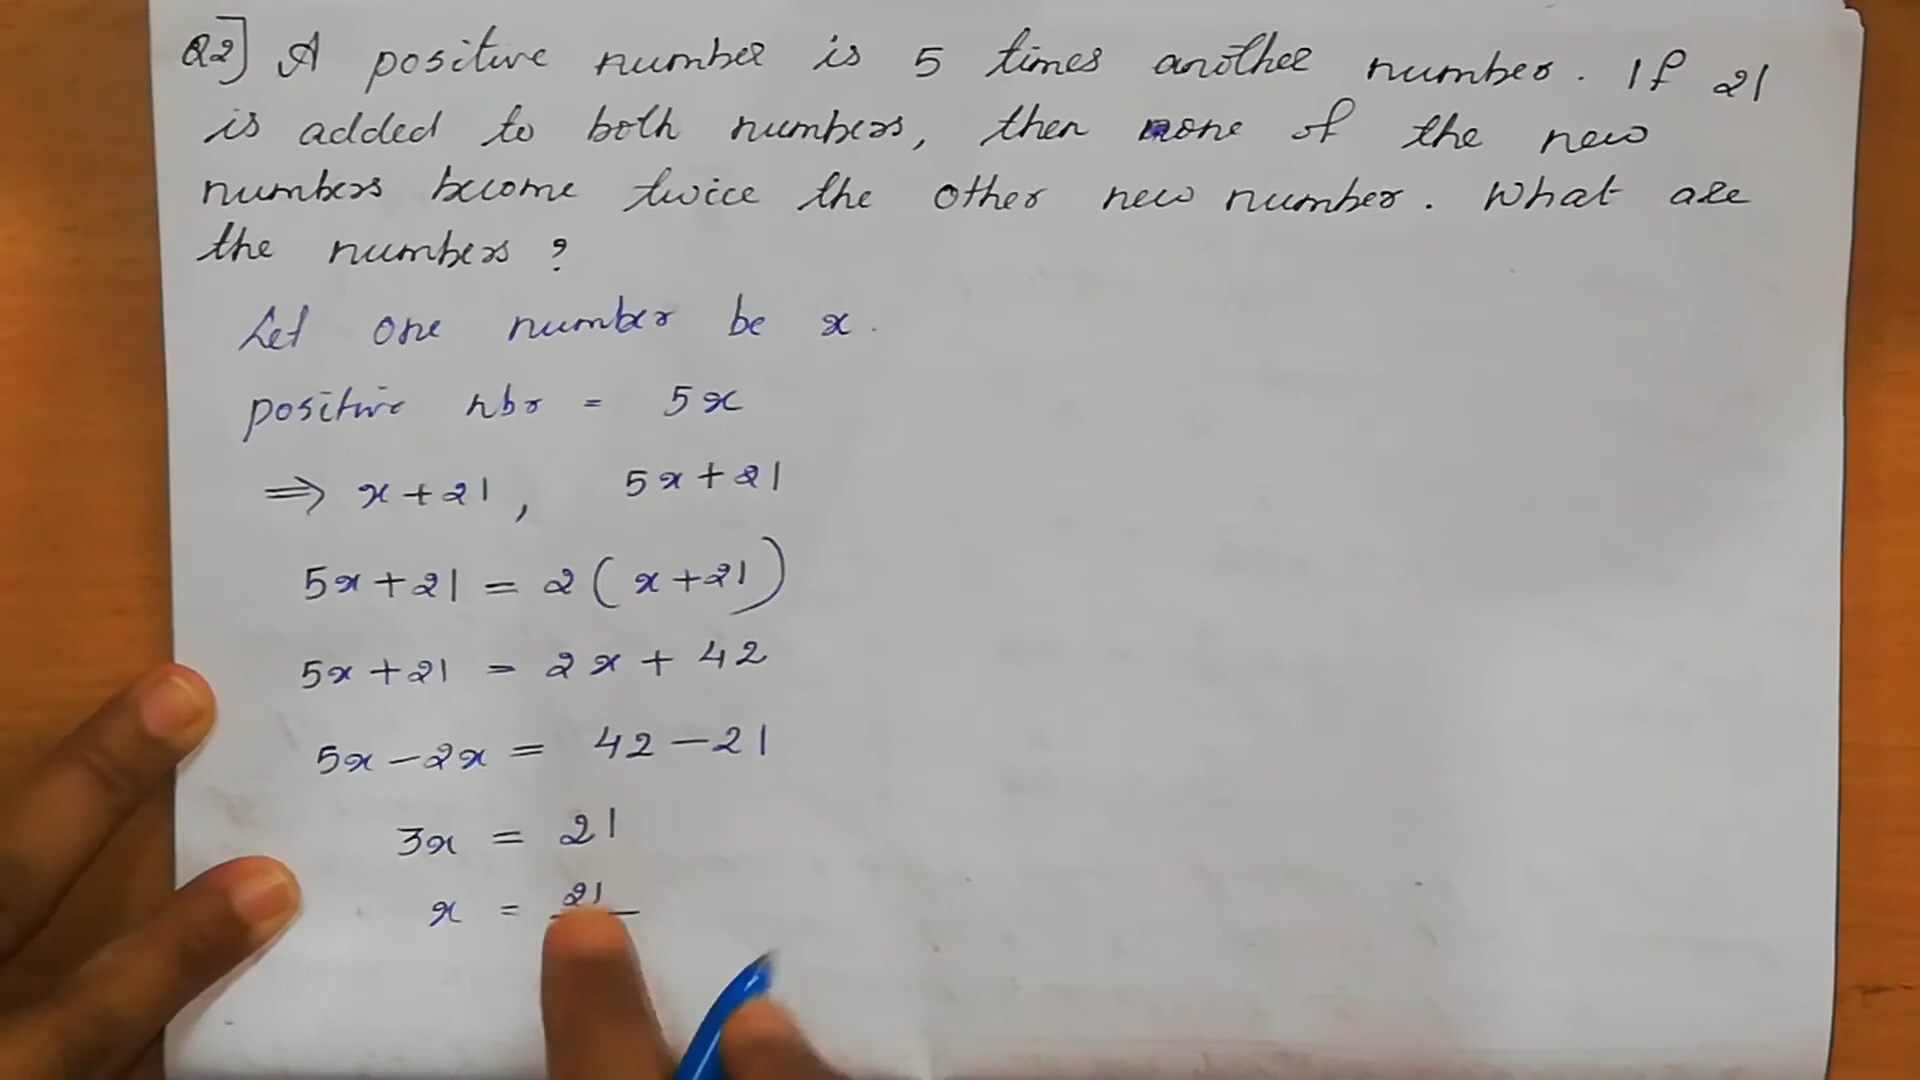 Q2] A positive number is 5 times another number. If 21
is added to both numbers, then one of the new
numbers become twice the other new number. What are
the numbers?
Let one number be x.
positive nbr = 5x
⇒ x+21, 5x+21
5x+21 = 2(x+21)
5x+21 = 2x+42
5x-2x = 42-21
3x = 21
x = 21